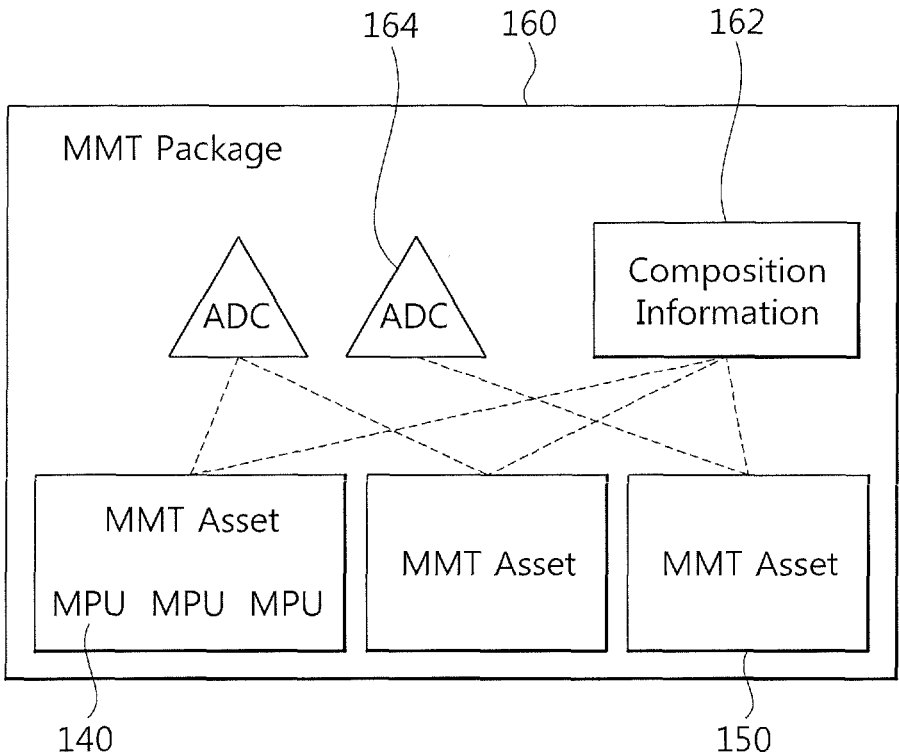 164
160
162
MMT Package
ADC
ADC
Composition
Information
MMT Asset
MPU MPU MPU
MMT Asset
MMT Asset
140
150